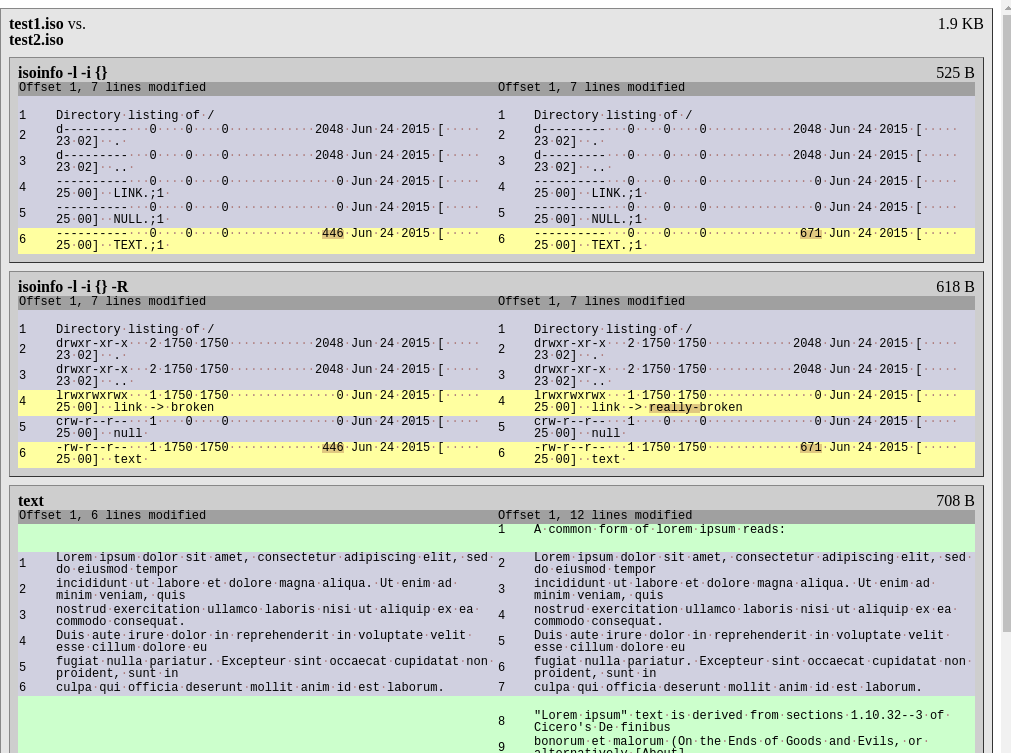 test1.iso vs.
test2.iso
1.9 KB
isoinfo -l -i {}
525 B
Offset 1, 7 lines modified
Offset 1, 7 lines modified
1 Directory listing of /
1 Directory listing of /
2 d--------- 0 0 0 2048 Jun 24 2015 [
23 02] .
2 d--------- 0 0 0 2048 Jun 24 2015 [
23 02] .
3 d--------- 0 0 0 2048 Jun 24 2015 [
23 02] ..
3 d--------- 0 0 0 2048 Jun 24 2015 [
23 02] ..
4 ---------- 0 0 0 0 Jun 24 2015 [
25 00] LINK.;1
4 ---------- 0 0 0 0 Jun 24 2015 [
25 00] LINK.;1
5 ---------- 0 0 0 0 Jun 24 2015 [
25 00] NULL.;1
5 ---------- 0 0 0 0 Jun 24 2015 [
25 00] NULL.;1
6 ---------- 0 0 0 446 Jun 24 2015 [
25 00] TEXT.;1
6 ---------- 0 0 0 671 Jun 24 2015 [
25 00] TEXT.;1
isoinfo -l -i {} -R
618 B
Offset 1, 7 lines modified
Offset 1, 7 lines modified
1 Directory listing of /
1 Directory listing of /
2 drwxr-xr-x 2 1750 1750 2048 Jun 24 2015 [
23 02] .
2 drwxr-xr-x 2 1750 1750 2048 Jun 24 2015 [
23 02] .
3 drwxr-xr-x 2 1750 1750 2048 Jun 24 2015 [
23 02] ..
3 drwxr-xr-x 2 1750 1750 2048 Jun 24 2015 [
23 02] ..
4 lrwxrwxrwx 1 1750 1750 0 Jun 24 2015 [
25 00] link -> broken
4 lrwxrwxrwx 1 1750 1750 0 Jun 24 2015 [
25 00] link -> really-broken
5 crw-r--r-- 1 0 0 0 Jun 24 2015 [
25 00] null
5 crw-r--r-- 1 0 0 0 Jun 24 2015 [
25 00] null
6 -rw-r--r-- 1 1750 1750 446 Jun 24 2015 [
25 00] text
6 -rw-r--r-- 1 1750 1750 671 Jun 24 2015 [
25 00] text
text
708 B
Offset 1, 6 lines modified
Offset 1, 12 lines modified
1 A common form of lorem ipsum reads:
1 Lorem ipsum dolor sit amet, consectetur adipiscing elit, sed
do eiusmod tempor
2 Lorem ipsum dolor sit amet, consectetur adipiscing elit, sed
do eiusmod tempor
2 incididunt ut labore et dolore magna aliqua. Ut enim ad
minim veniam, quis
3 incididunt ut labore et dolore magna aliqua. Ut enim ad
minim veniam, quis
3 nostrud exercitation ullamco laboris nisi ut aliquip ex ea
commodo consequat.
4 nostrud exercitation ullamco laboris nisi ut aliquip ex ea
commodo consequat.
4 Duis aute irure dolor in reprehenderit in voluptate velit
esse cillum dolore eu
5 Duis aute irure dolor in reprehenderit in voluptate velit
esse cillum dolore eu
5 fugiat nulla pariatur. Excepteur sint occaecat cupidatat non
proident, sunt in
6 fugiat nulla pariatur. Excepteur sint occaecat cupidatat non
proident, sunt in
6 culpa qui officia deserunt mollit anim id est laborum.
7 culpa qui officia deserunt mollit anim id est laborum.
8 "Lorem ipsum" text is derived from sections 1.10.32--3 of
Cicero's De finibus
9 bonorum et malorum (On the Ends of Goods and Evils, or
alternatively [About]